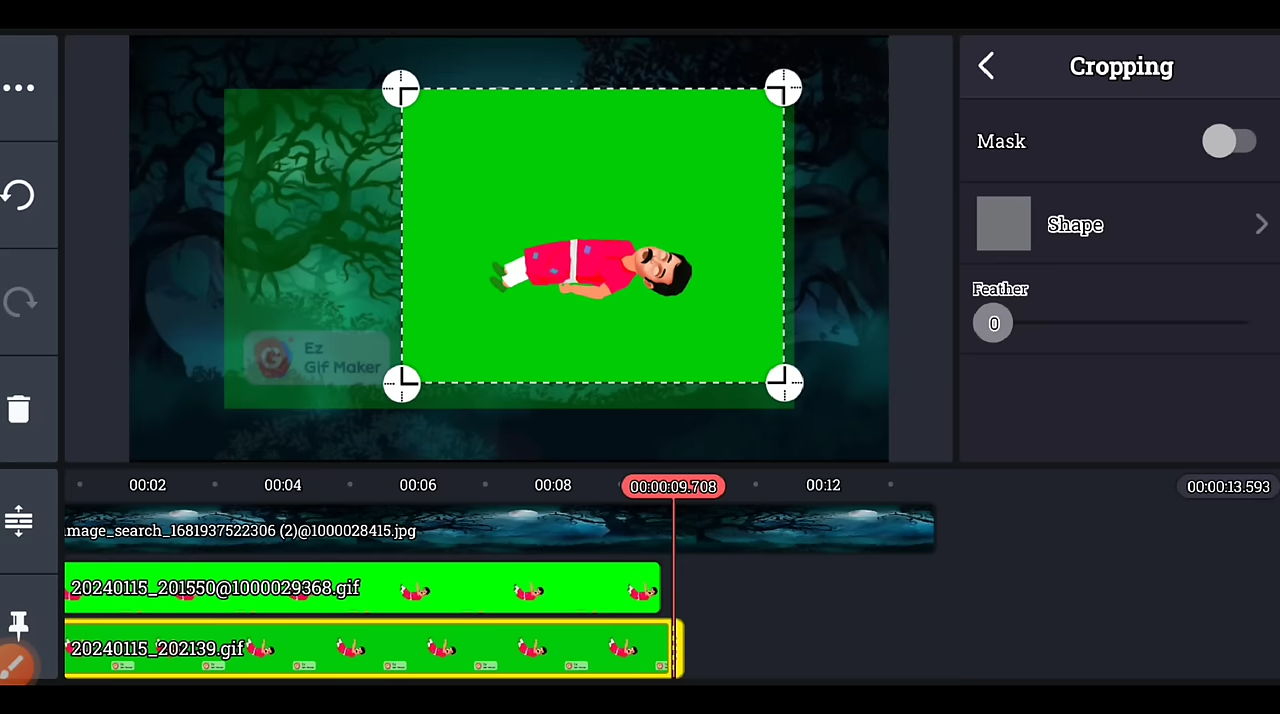 Cropping
Mask
Shape
Feather
0
Ez
Gif Maker
00:02
00:04
00:06
00:08
00:00:09.708
00:12
00:00:13.593
mage_search_1681937522306 (2)@1000028415.jpg
20240115_201550@1000029368.gif
20240115_202139.gif